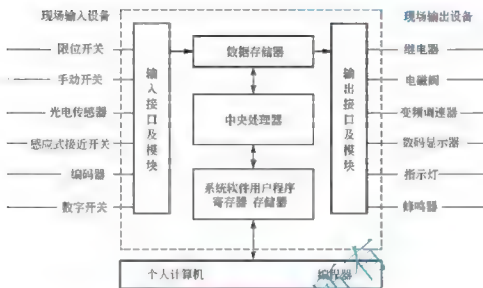 现场输入设备
现场输出设备
限位开关
手动开关
光电传感器
感应式接近开关
编码器
数字开关
输入接口及模块
数据存储器
中央处理器
系统软件用户程序
寄存器 存储器
输出接口及模块
继电器
电磁阀
变频调速器
数码显示器
指示灯
蜂鸣器
个人计算机
编程器